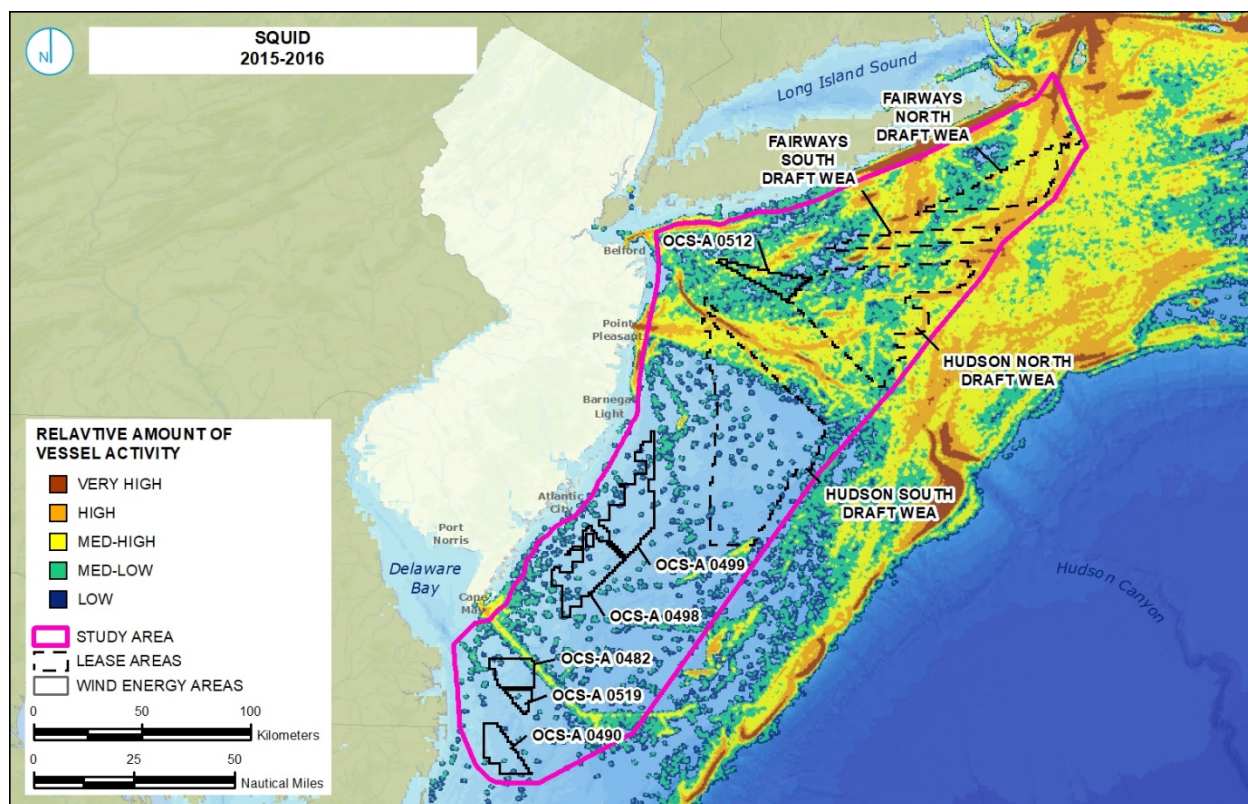 N
SQUID
2015-2016
Long Island Sound
FAIRWAYS
NORTH
DRAFT WEA
FAIRWAYS
SOUTH
DRAFT WEA
OCS-A 0512
Belford
Point
Pleasant
HUDSON NORTH
DRAFT WEA
Barnegat
Light
HUDSON SOUTH
DRAFT WEA
Atlantic
City
Port
Norris
OCS-A 0499
Delaware
Bay
Hudson Canyon
Cape
May
OCS-A 0498
OCS-A 0482
OCS-A 0519
OCS-A 0490
RELAVTIVE AMOUNT OF
VESSEL ACTIVITY
VERY HIGH
HIGH
MED-HIGH
MED-LOW
LOW
STUDY AREA
LEASE AREAS
WIND ENERGY AREAS
0 50 100
Kilometers
0 25 50
Nautical Miles